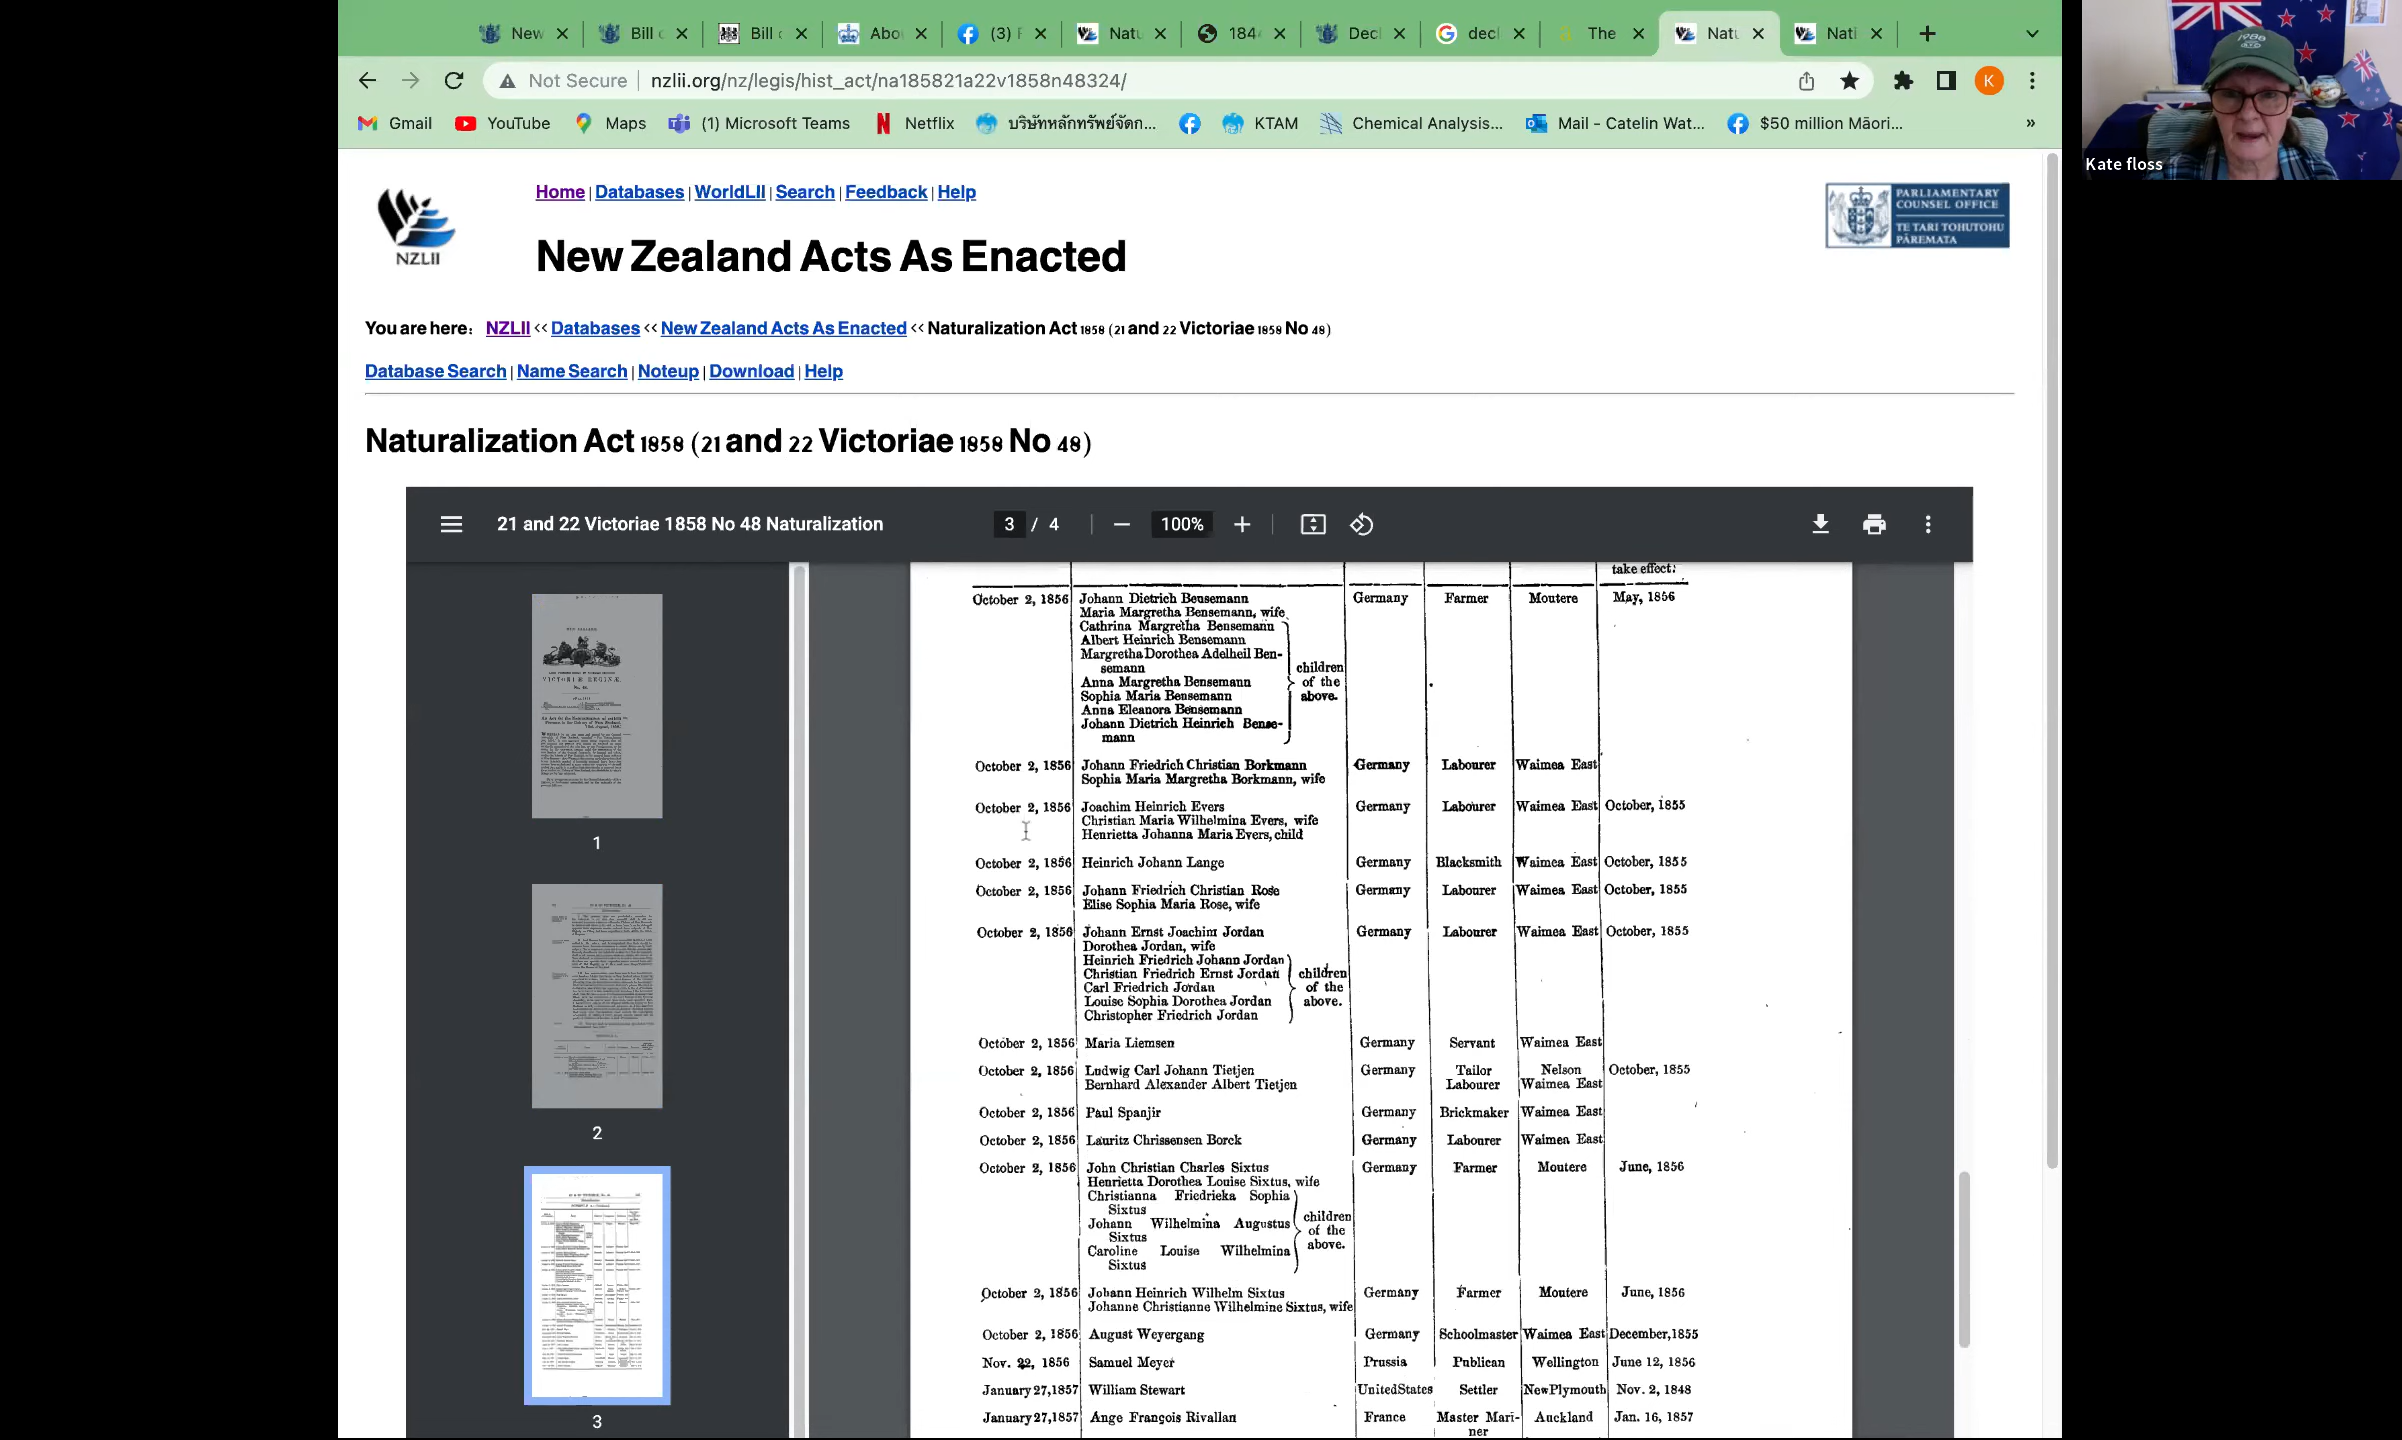 New
Bill c
Bill c
Abo
(3) F
Natu
184
Decl
decl
The
Natu
Nati
Not Secure
nzlii.org/nz/legis/hist_act/na185821a22v1858n48324/
K
Gmail
YouTube
Maps
(1) Microsoft Teams
Netflix
บริษัทหลักทรัพย์จัดก...
KTAM
Chemical Analysis...
Mail – Catelin Wat...
$50 million Māori...
»
1986
Kate floss
NZLII
Home | Databases | WorldLII | Search | Feedback | Help
PARLIAMENTARY
COUNSEL OFFICE
TE TARI TOHUTOHU
PĀREMATA
New Zealand Acts As Enacted
You are here: NZLII << Databases << New Zealand Acts As Enacted << Naturalization Act 1858 (21 and 22 Victoriae 1858 No 48)
Database Search | Name Search | Noteup | Download | Help
Naturalization Act 1858 (21 and 22 Victoriae 1858 No 48)
21 and 22 Victoriae 1858 No 48 Naturalization
3 / 4
100%
VICTORIÆ REGINÆ.
1
2
3
take effect:
October 2, 1856 Johann Dietrich Bensemann Germany Farmer Moutere May, 1856
Maria Margretha Bensemann, wife
Cathrina Margretha Bensemann
Albert Heinrich Bensemann
Margretha Dorothea Adelheil Ben-
semann children
Anna Margretha Bensemann of the
Sophia Maria Bensemann above.
Anna Eleanora Bensemann
Johann Dietrich Heinrich Bense-
mann
October 2, 1856 Johann Friedrich Christian Borkmann Germany Labourer Waimea East
Sophia Maria Margretha Borkmann, wife
October 2, 1856 Joachim Heinrich Evers Germany Labourer Waimea East October, 1855
Christian Maria Wilhelmina Evers, wife
Henrietta Johanna Maria Evers, child
October 2, 1856 Heinrich Johann Lange Germany Blacksmith Waimea East October, 1855
October 2, 1856 Johann Friedrich Christian Rose Germany Labourer Waimea East October, 1855
Elise Sophia Maria Rose, wife
October 2, 1856 Johann Ernst Joachim Jordan Germany Labourer Waimea East October, 1855
Dorothea Jordan, wife
Heinrich Friedrich Johann Jordan
Christian Friedrich Ernst Jordan children
Carl Friedrich Jordan of the
Louise Sophia Dorothea Jordan above.
Christopher Friedrich Jordan
October 2, 1856 Maria Liemsen Germany Servant Waimea East
October 2, 1856 Ludwig Carl Johann Tietjen Germany Tailor Nelson October, 1855
Bernhard Alexander Albert Tietjen Labourer Waimea East
October 2, 1856 Paul Spanjir Germany Brickmaker Waimea East
October 2, 1856 Lauritz Chrissensen Borck Germany Labourer Waimea East
October 2, 1856 John Christian Charles Sixtus Germany Farmer Moutere June, 1856
Henrietta Dorothea Louise Sixtus, wife
Christianna Friedrieka Sophia
Sixtus children
Johann Wilhelmina Augustus of the
Sixtus above.
Caroline Louise Wilhelmina
Sixtus
October 2, 1856 Johann Heinrich Wilhelm Sixtus Germany Farmer Moutere June, 1856
Johanne Christianne Wilhelmine Sixtus, wife
October 2, 1856 August Weyergang Germany Schoolmaster Waimea East December, 1855
Nov. 22, 1856 Samuel Meyer Prussia Publican Wellington June 12, 1856
January 27, 1857 William Stewart United States Settler New Plymouth Nov. 2, 1848
January 27, 1857 Ange François Rivallan France Master Mari- Auckland Jan. 16, 1857
ner